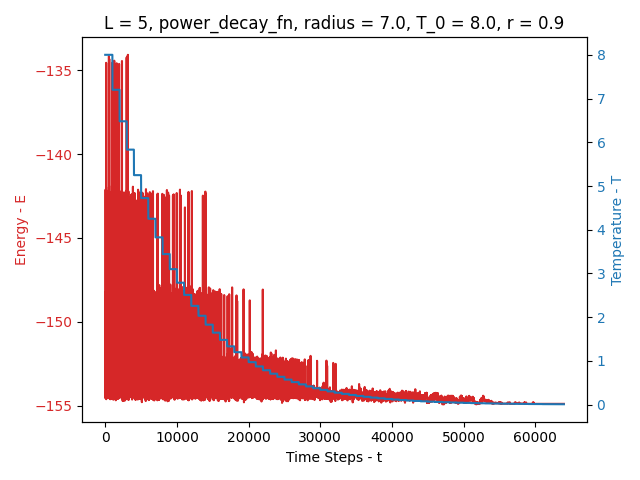 L = 5, power_decay_fn, radius = 7.0, T_0 = 8.0, r = 0.9
Energy - E
−135
−140
−145
−150
−155
8
7
6
5
4
3
2
1
0
Temperature - T
0 10000 20000 30000 40000 50000 60000
Time Steps - t